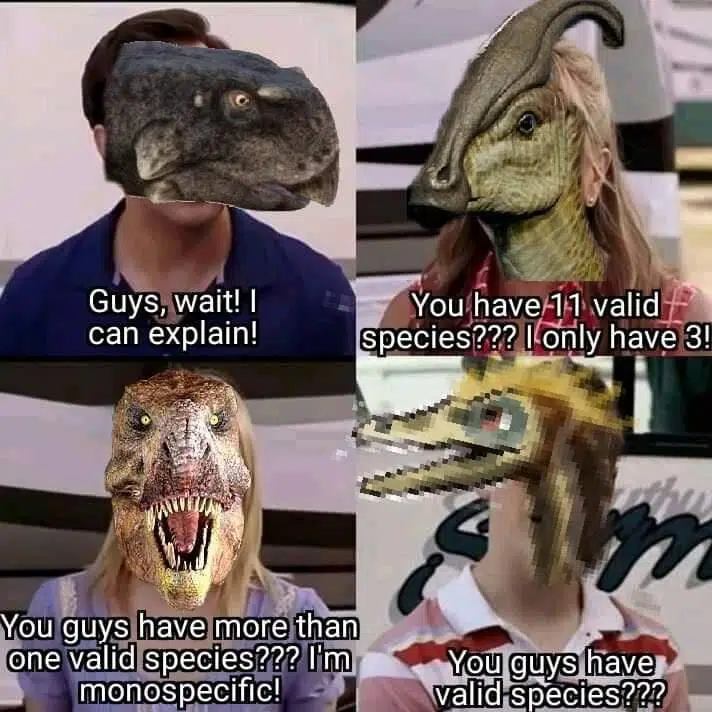 Guys, wait! I
can explain!
You have 11 valid
species??? I only have 3!
You guys have more than
one valid species??? I'm
monospecific!
You guys have
valid species???